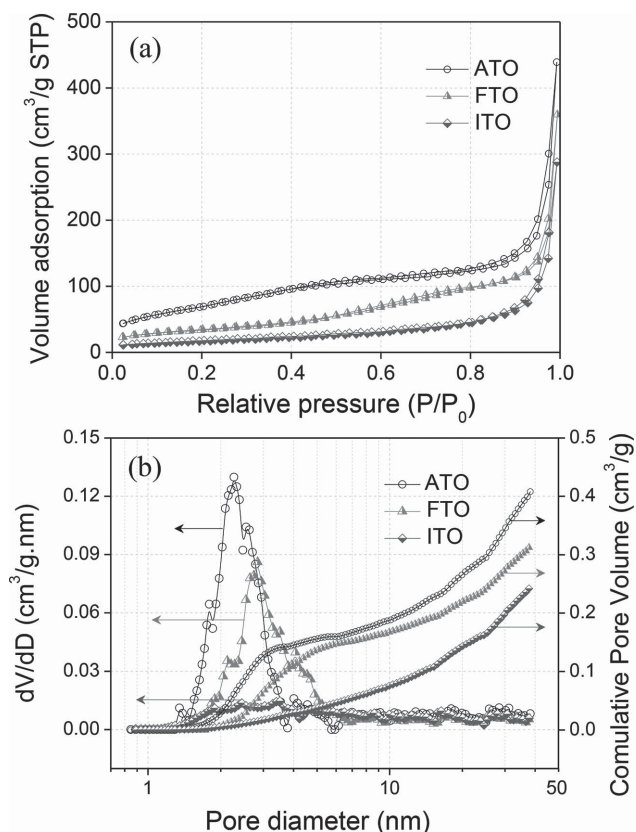 (a)
Volume adsorption (cm³/g STP)
500
400
300
200
100
0
ATO
FTO
ITO
0.0 0.2 0.4 0.6 0.8 1.0
Relative pressure (P/P₀)
(b)
dV/dD (cm³/g.nm)
0.15
0.12
0.09
0.06
0.03
0.00
ATO
FTO
ITO
0.5
0.4
0.3
0.2
0.1
0.0
Comulative Pore Volume (cm³/g)
1 10 50
Pore diameter (nm)